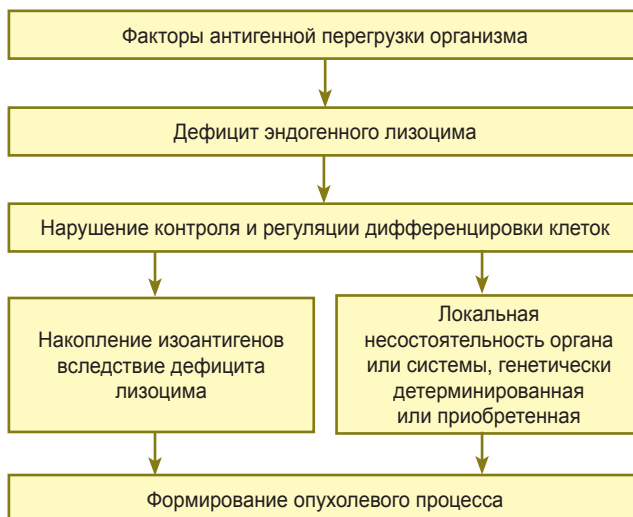 Факторы антигенной перегрузки организма
Дефицит эндогенного лизоцима
Нарушение контроля и регуляции дифференцировки клеток
Накопление изоантигенов
вследствие дефицита
лизоцима
Локальная
несостоятельность органа
или системы, генетически
детерминированная
или приобретенная
Формирование опухолевого процесса